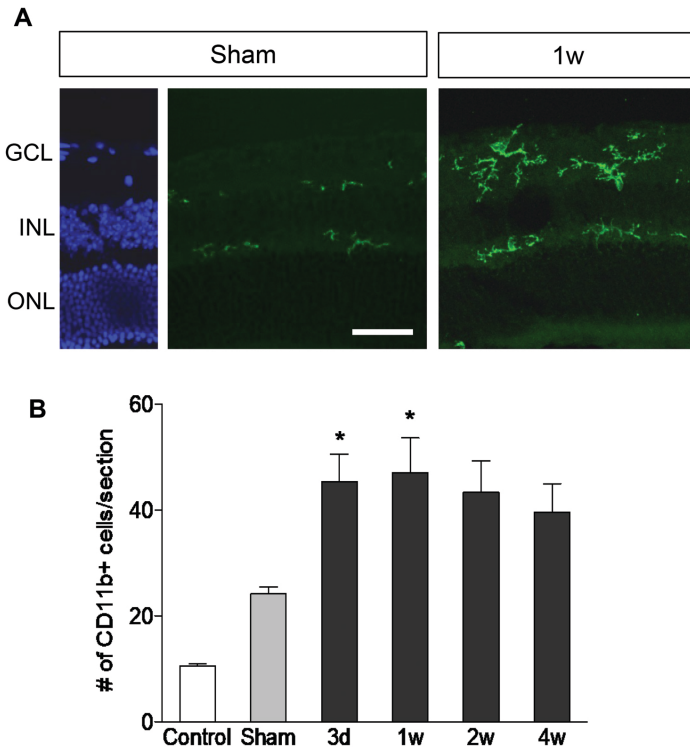 A
Sham
1w
GCL
INL
ONL
B
# of CD11b+ cells/section
60
40
20
0
*
*
Control Sham 3d 1w 2w 4w